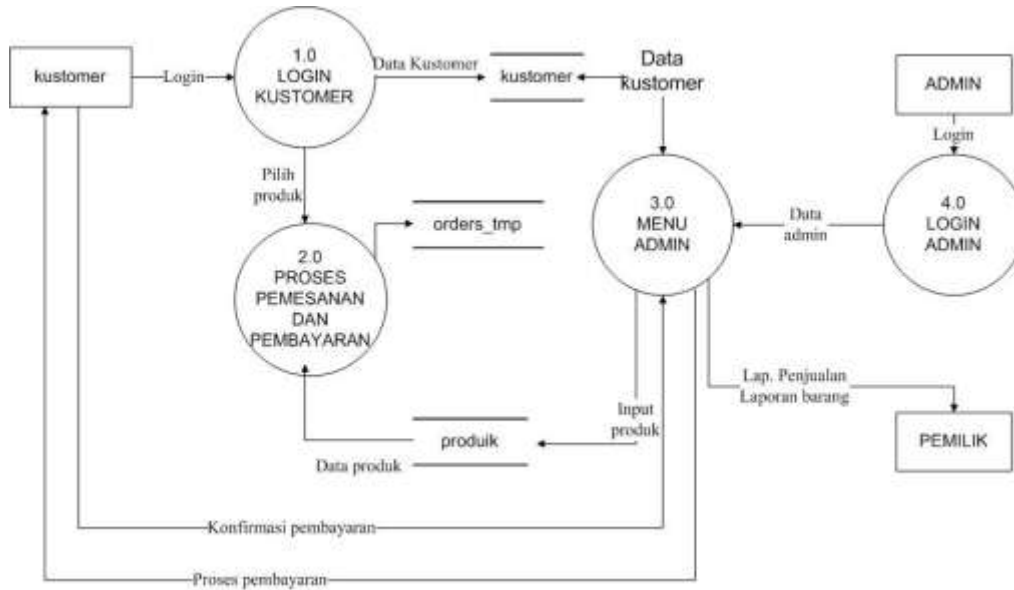 kustomer
Login
1.0
LOGIN
KUSTOMER
Data Kustomer
kustomer
Data
kustomer
ADMIN
Login
Pilih
produk
orders_tmp
3.0
MENU
ADMIN
Data
admin
4.0
LOGIN
ADMIN
2.0
PROSES
PEMESANAN
DAN
PEMBAYARAN
Lap. Penjualan
Laporan barang
Input
produk
produik
Data produk
PEMILIK
Konfirmasi pembayaran
Proses pembayaran